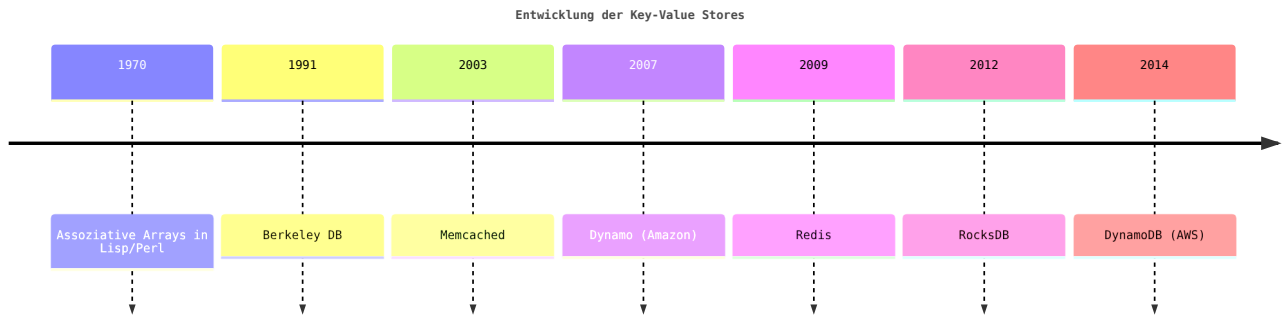 Entwicklung der Key-Value Stores
1970
1991
2003
2007
2009
2012
2014
Assoziative Arrays in
Lisp/Perl
Berkeley DB
Memcached
Dynamo (Amazon)
Redis
RocksDB
DynamoDB (AWS)